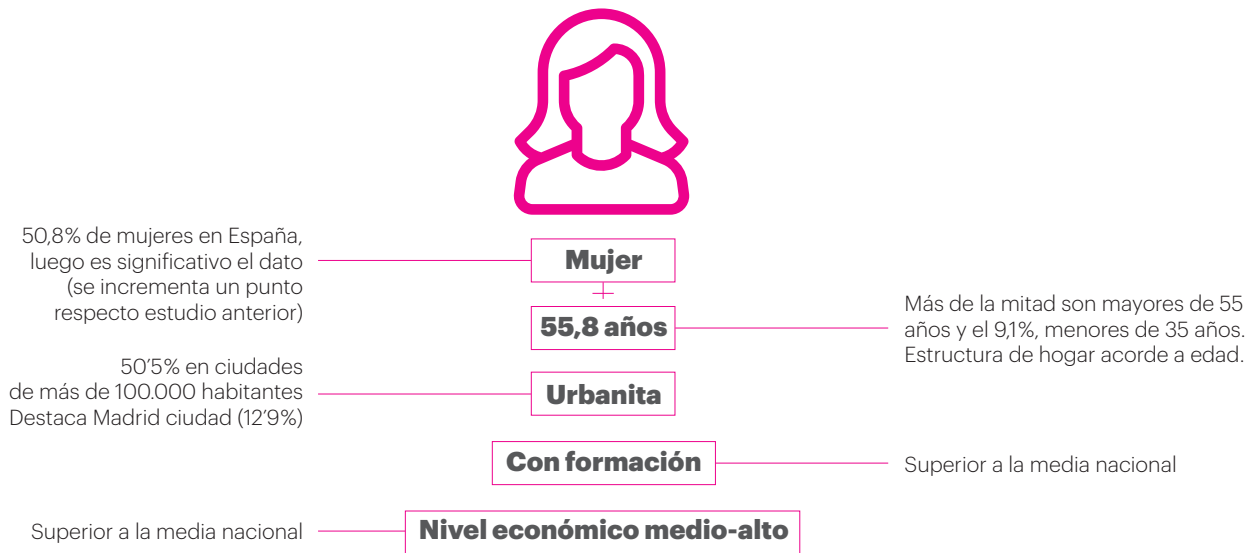 50,8% de mujeres en España,
luego es significativo el dato
(se incrementa un punto
respecto estudio anterior)
Mujer
+
55,8 años
Más de la mitad son mayores de 55
años y el 9,1%, menores de 35 años.
Estructura de hogar acorde a edad.
50'5% en ciudades
de más de 100.000 habitantes
Destaca Madrid ciudad (12'9%)
Urbanita
Con formación
Superior a la media nacional
Superior a la media nacional
Nivel económico medio-alto